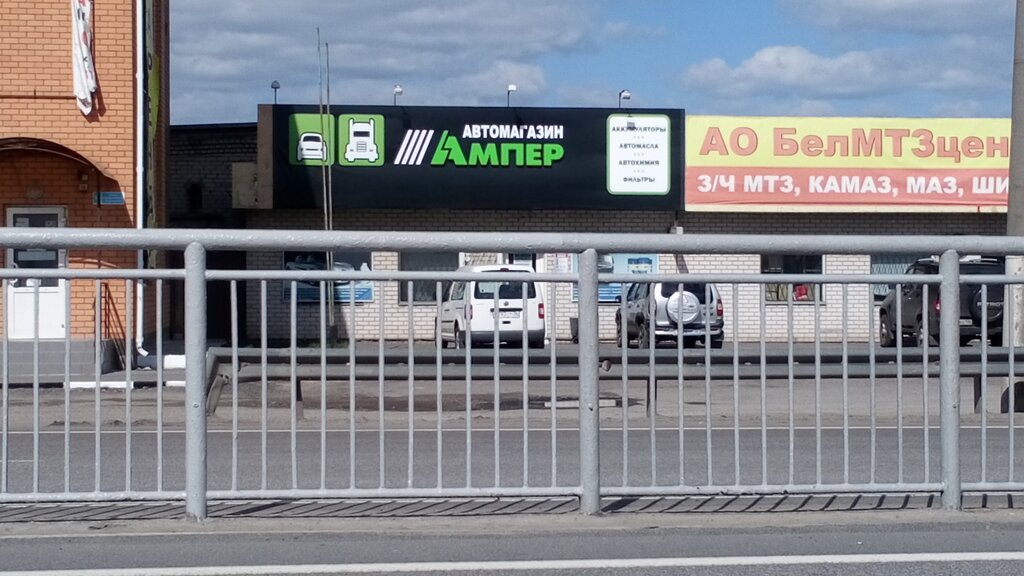 АВТОМАГАЗИН
АМПЕР
АККУМУЛЯТОРЫ
АВТОМАСЛА
АВТОХИМИЯ
ФИЛЬТРЫ
АО БелМТЗцен
З/Ч МТЗ, КАМАЗ, МАЗ, ШИ